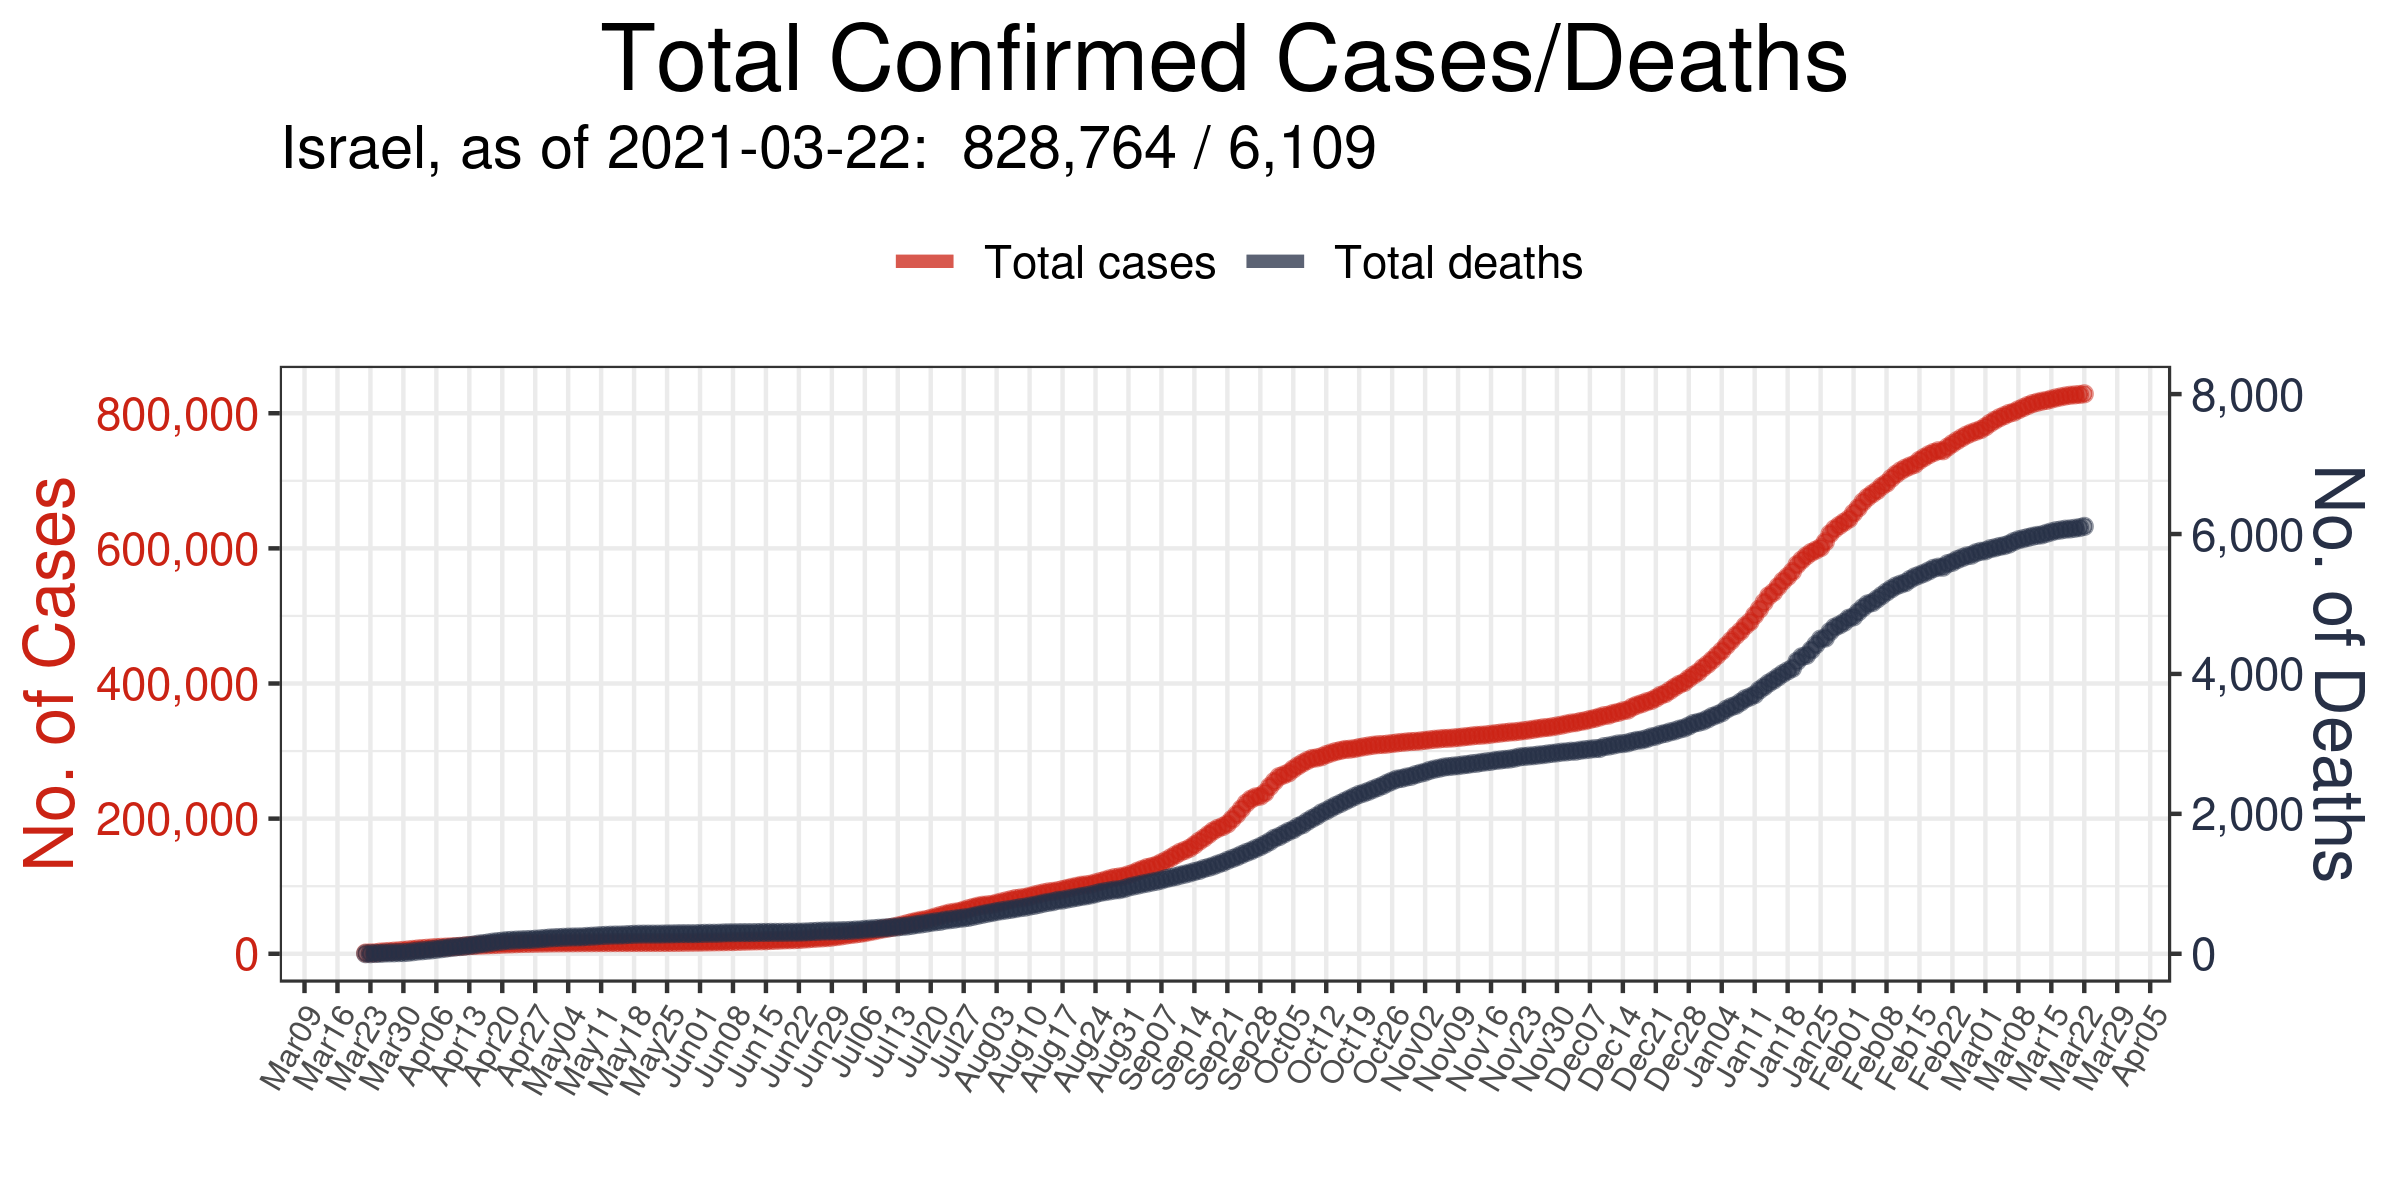 Total Confirmed Cases/Deaths
Israel, as of 2021-03-22:  828,764 / 6,109
Total cases
Total deaths
No. of Cases
800,000
600,000
400,000
200,000
0
8,000
6,000
4,000
2,000
0
No. of Deaths
Mar09
Mar16
Mar23
Mar30
Apr06
Apr13
Apr20
Apr27
May04
May11
May18
May25
Jun01
Jun08
Jun15
Jun22
Jun29
Jul06
Jul13
Jul20
Jul27
Aug03
Aug10
Aug17
Aug24
Aug31
Sep07
Sep14
Sep21
Sep28
Oct05
Oct12
Oct19
Oct26
Nov02
Nov09
Nov16
Nov23
Nov30
Dec07
Dec14
Dec21
Dec28
Jan04
Jan11
Jan18
Jan25
Feb01
Feb08
Feb15
Feb22
Mar01
Mar08
Mar15
Mar22
Mar29
Apr05